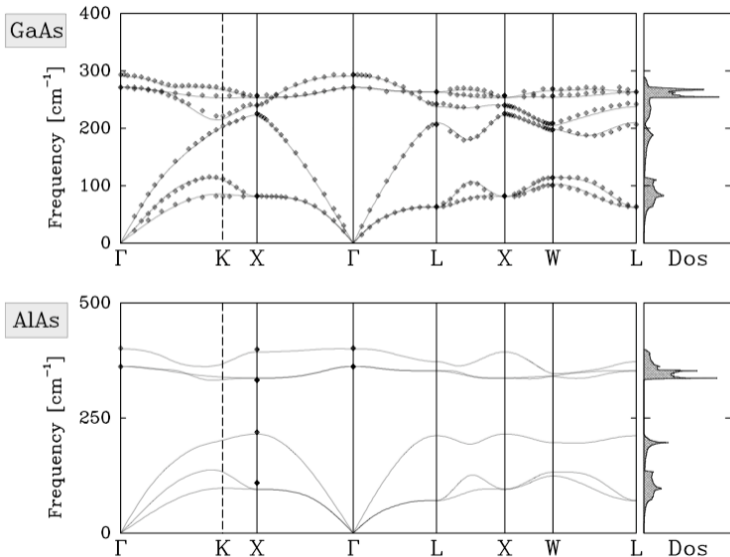 GaAs
Frequency [cm⁻¹]
400
300
200
100
0
Γ K X Γ L X W L Dos
AlAs
Frequency [cm⁻¹]
500
250
0
Γ K X Γ L X W L Dos